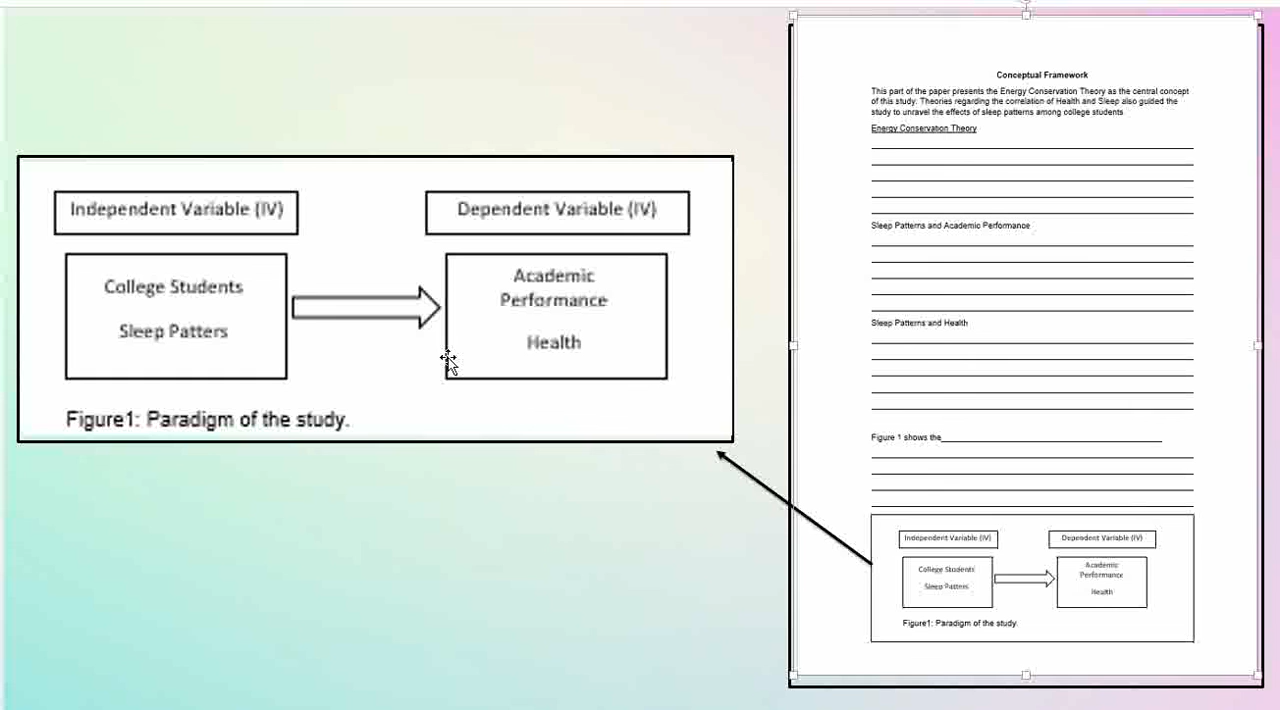 Independent Variable (IV)
Dependent Variable (IV)
College Students
Sleep Patters
Academic
Performance
Health
Figure1: Paradigm of the study.
Conceptual Framework
This part of the paper presents the Energy Conservation Theory as the central concept
of this study. Theories regarding the correlation of Health and Sleep also guided the
study to unravel the effects of sleep patterns among college students
Energy Conservation Theory
Sleep Patterns and Academic Performance
Sleep Patterns and Health
Figure 1 shows the
Independent Variable (IV)
Dependent Variable (IV)
College Students
Sleep Patters
Academic
Performance
Health
Figure1: Paradigm of the study.